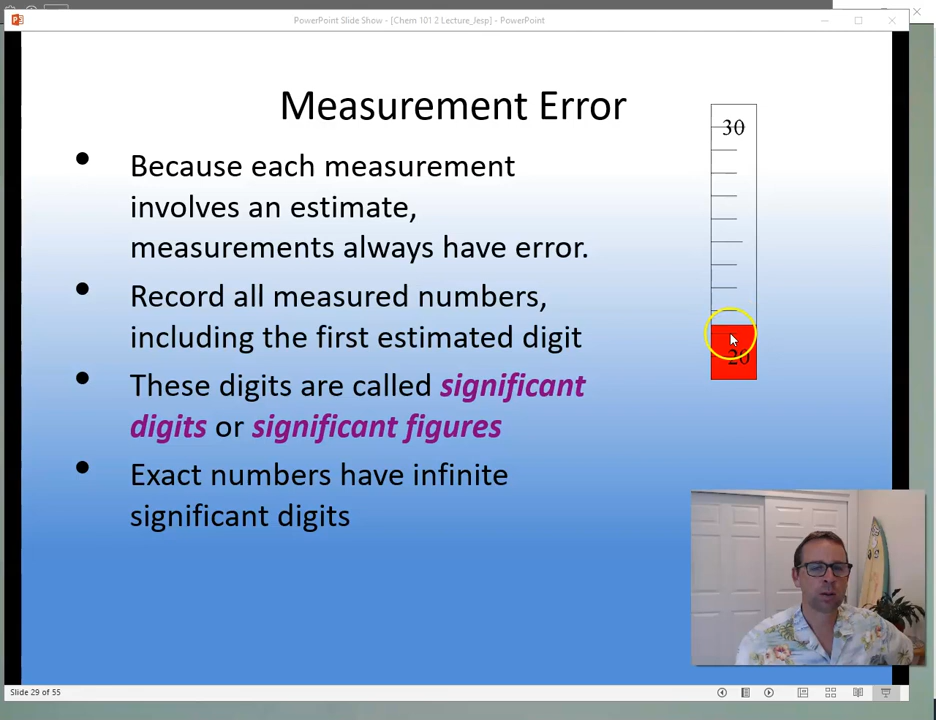 PowerPoint Slide Show - [Chem 101 2 Lecture_Jesp] - PowerPoint
Measurement Error
30
• Because each measurement
involves an estimate,
measurements always have error.
• Record all measured numbers,
including the first estimated digit
20
• These digits are called significant
digits or significant figures
• Exact numbers have infinite
significant digits
Slide 29 of 55